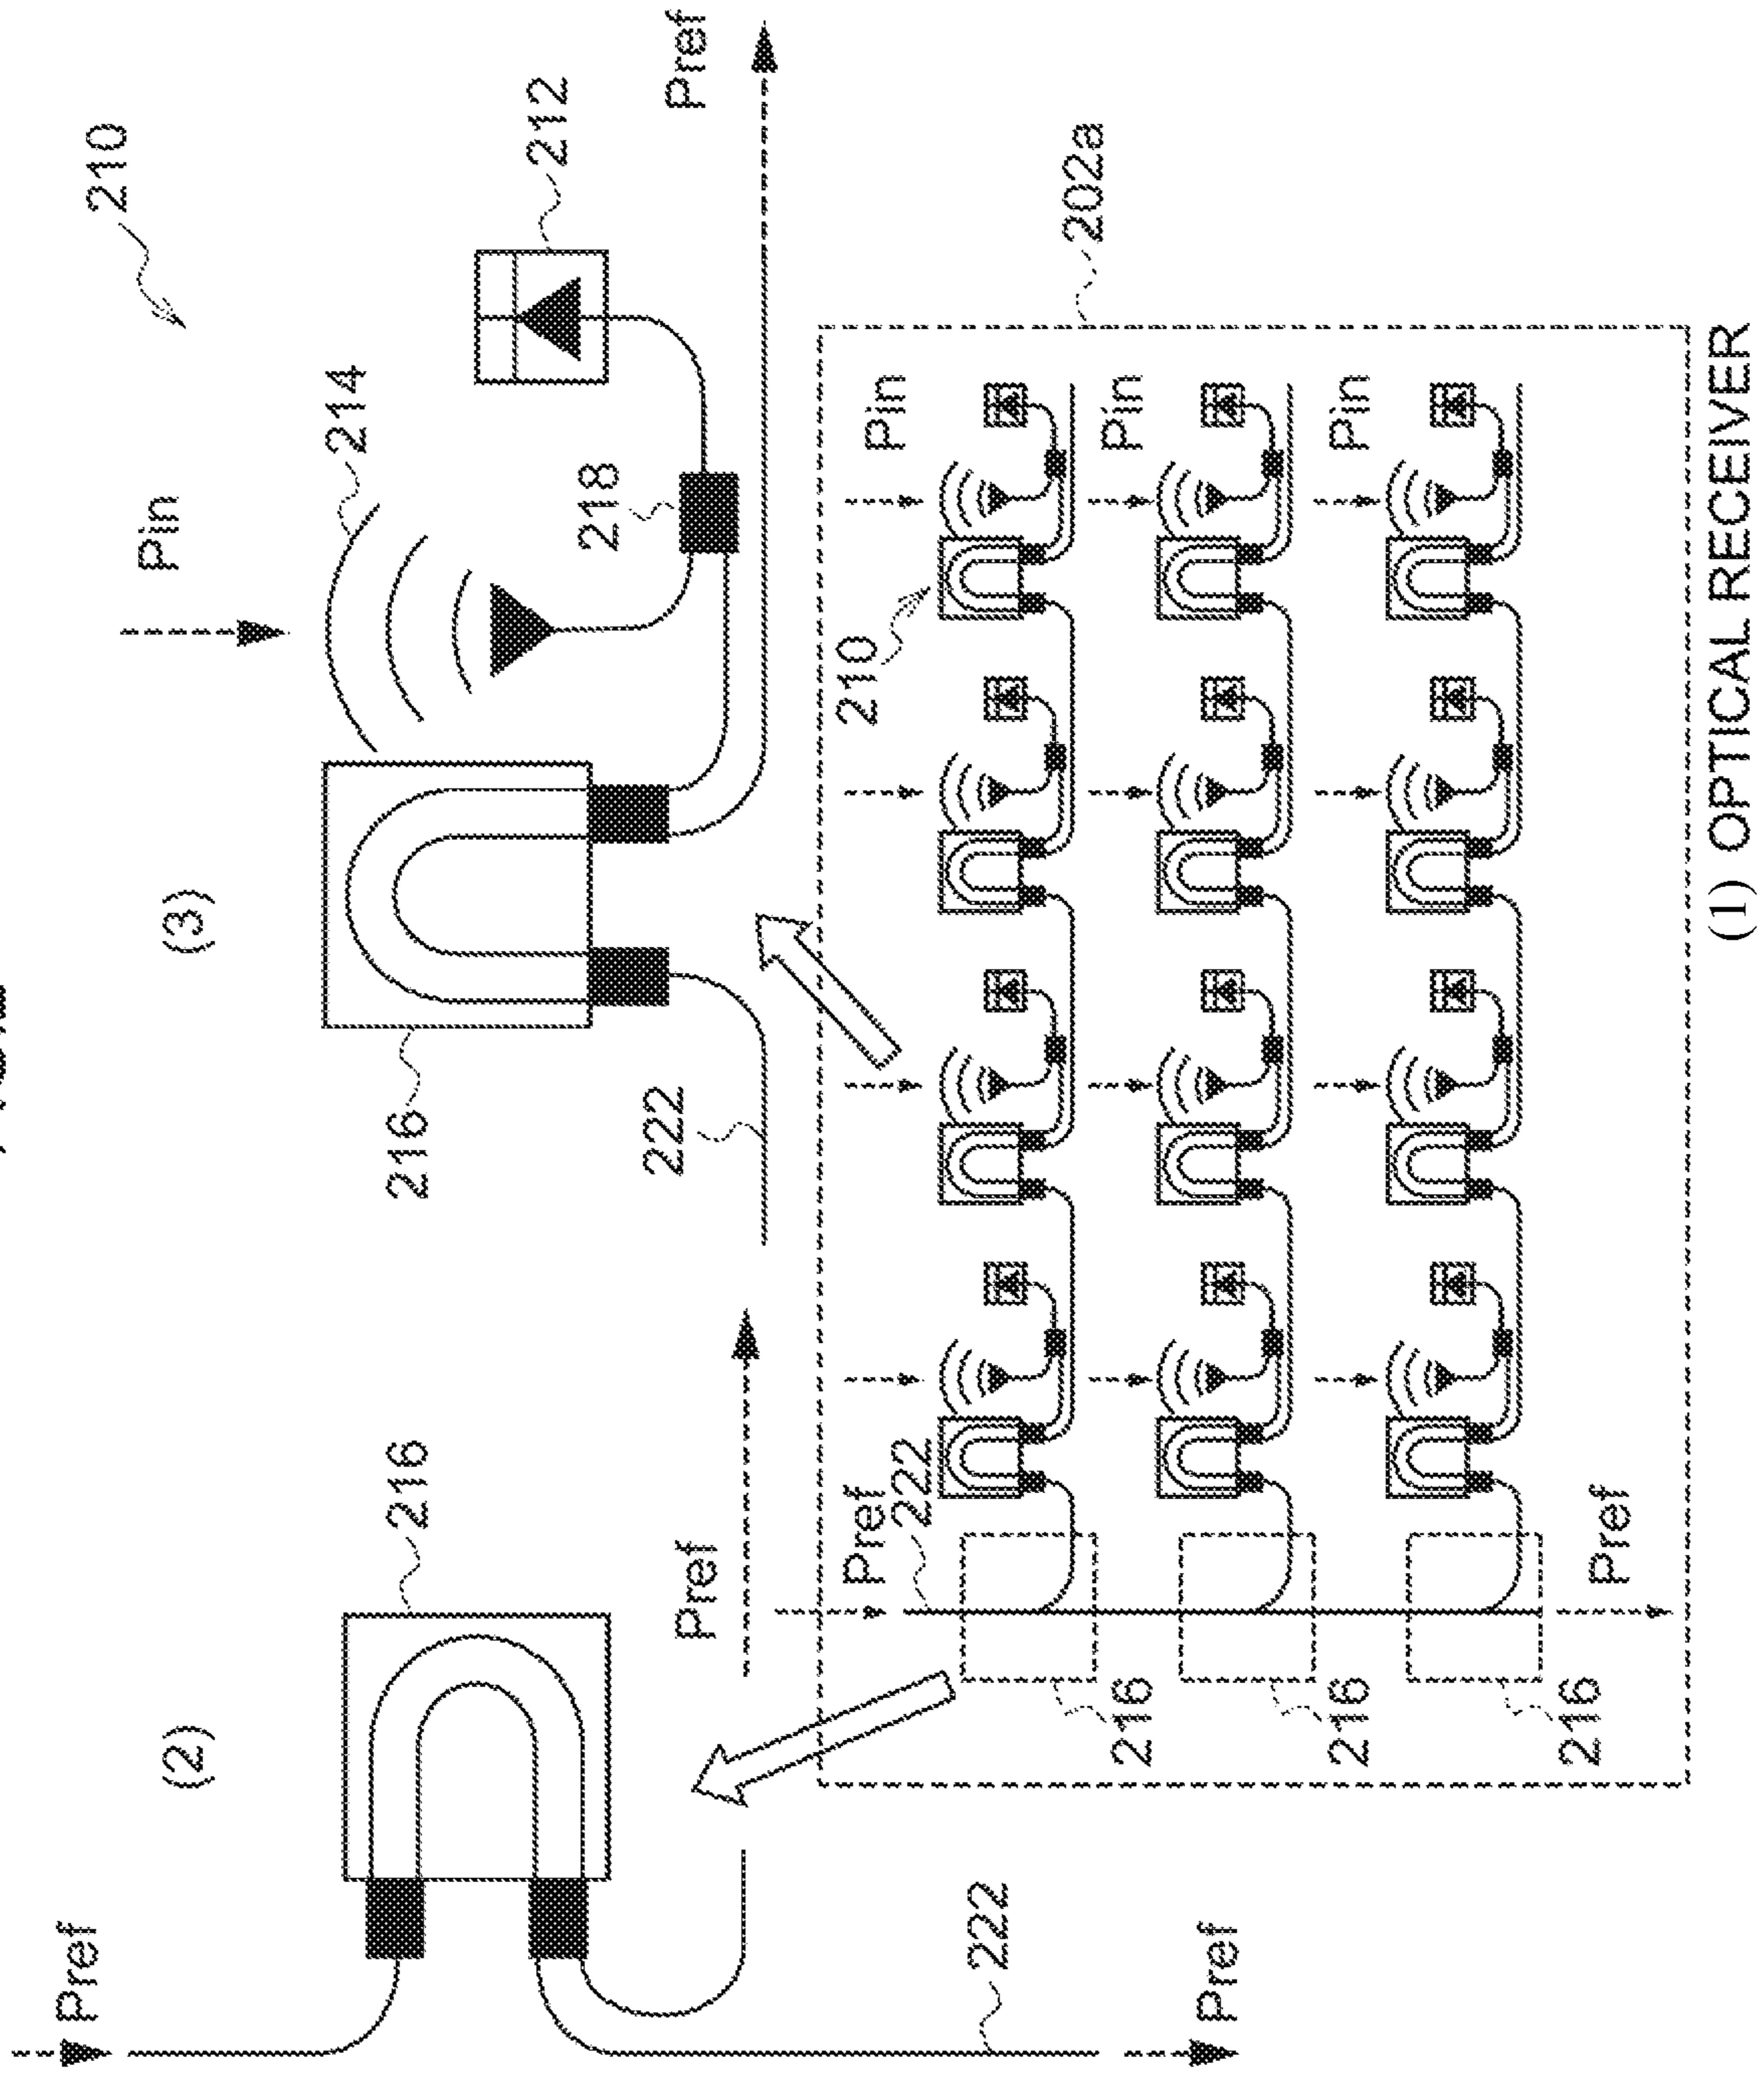 Pref
210
Pin
(2)
(3)
214
216
216
212
218
222
Pref
Pref
Pref
210
Pin
222
222
202a
216
Pin
Pref
216
Pin
216
Pref
(1) OPTICAL RECEIVER